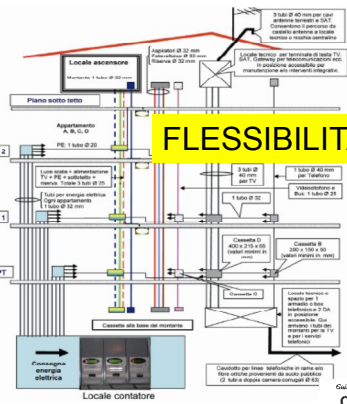 3 tubi Ø 40 mm per cavi
antenne terrestri e SAT.
Consentono il percorso da
castello antenne a locale
tecnico o nicchia centralino
Locale ascensore
Montante 1 tubo Ø 32 mm
Aspiratori Ø 32 mm
Fotovoltaico Ø 32 mm
Riserva Ø 32 mm
Locale tecnico per terminale di testa TV,
SAT, Gateway per telecomunicazioni ecc.
In posizione accessibile per
manutenzione e/o interventi integrativi.
Piano sotto tetto
Appartamento
A, B, C, D
FLESSIBILIT
2
PE: 1 tubo Ø 20
Luce scala + alimentazione
TV + PE + sottotetto +
riserva. Totale 3 tubi Ø 25
3 tubi Ø
40 mm
per TV
1 tubo Ø 40
mm per
Telefono
Tubi per energia elettrica
Ogni appartamento
1 tubo Ø 32 mm
Videocitofono e
Bus: 1 tubo Ø 25
1
1 tubo Ø 32
Cassetta D
400 x 215 x 65
(valori minimi in mm)
Cassetta B
200 x 150 x 60
(valori minimi in mm)
PT
Cassetta C
Cassette alla base del montante
Locale tecnico o
spazio per 1
armadio o box
telefonico e 2 DA
in posizione
accessibile. Qui
arrivano i tubi dei
montanti per la TV
e per i servizi
telefonici
Consegna
energia
elettrica
Locale contatore
Cavidotto per linee telefoniche in rame e/o
fibre ottiche provenienti da suolo pubblico
(2 tubi a doppia camera corrugati Ø 63)